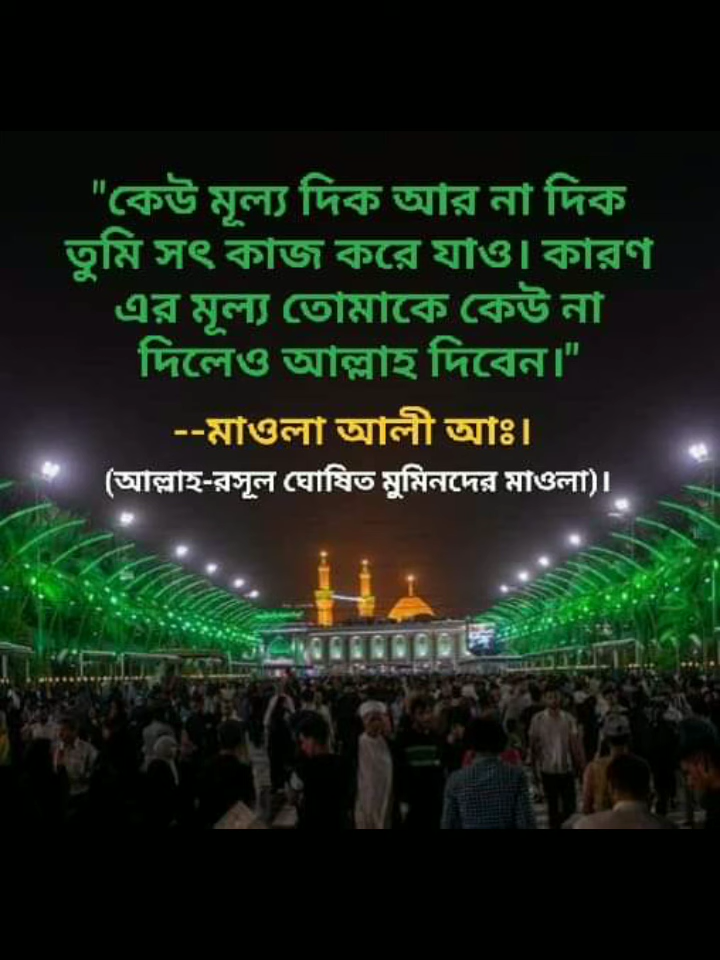 "কেউ মূল্য দিক আর না দিক
তুমি সৎ কাজ করে যাও। কারণ
এর মূল্য তোমাকে কেউ না
দিলেও আল্লাহ দিবেন।"
--মাওলা আলী আঃ।
(আল্লাহ-রসূল ঘোষিত মুমিনদের মাওলা)।